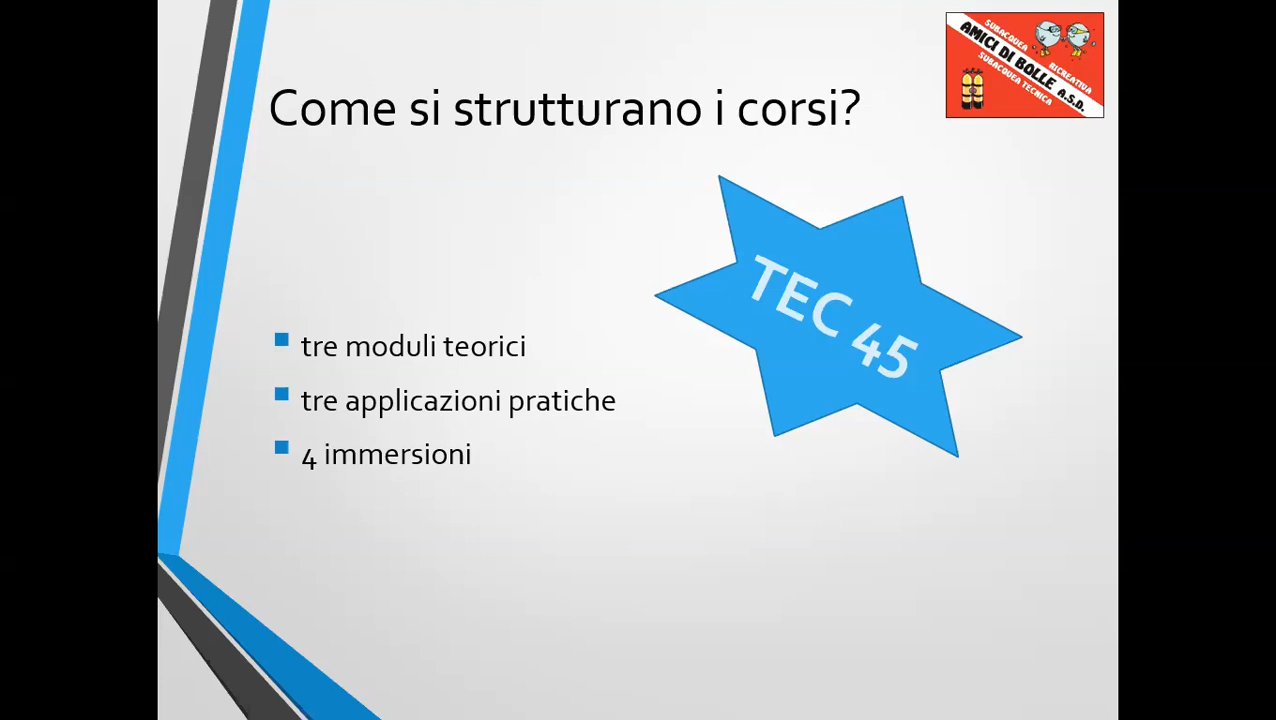 Come si strutturano i corsi?
SUBACQUEA
RICREATIVA
AMICI DI BOLLE A.S.D.
SUBACQUEA TECNICA
TEC 45
tre moduli teorici
tre applicazioni pratiche
4 immersioni